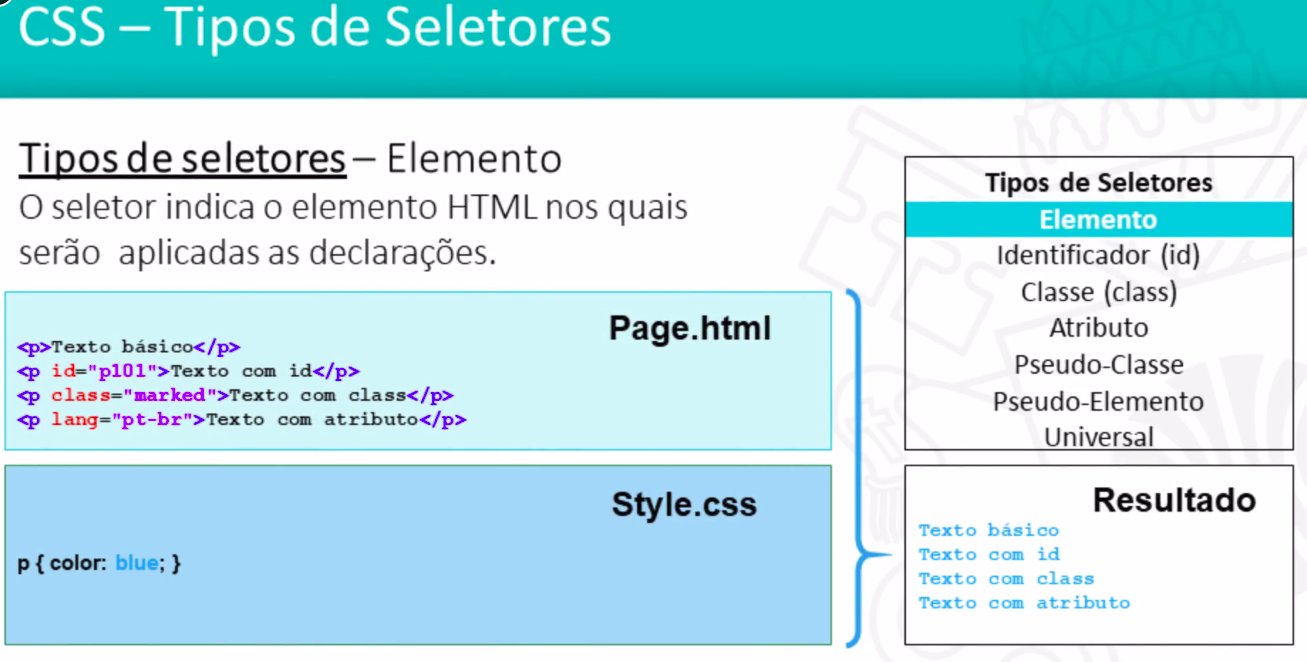 CSS – Tipos de Seletores
Tipos de seletores – Elemento
O seletor indica o elemento HTML nos quais
serão aplicadas as declarações.
Page.html
<p>Texto básico</p>
<p id="p101">Texto com id</p>
<p class="marked">Texto com class</p>
<p lang="pt-br">Texto com atributo</p>
Style.css
p { color: blue; }
Tipos de Seletores
Elemento
Identificador (id)
Classe (class)
Atributo
Pseudo-Classe
Pseudo-Elemento
Universal
Resultado
Texto básico
Texto com id
Texto com class
Texto com atributo